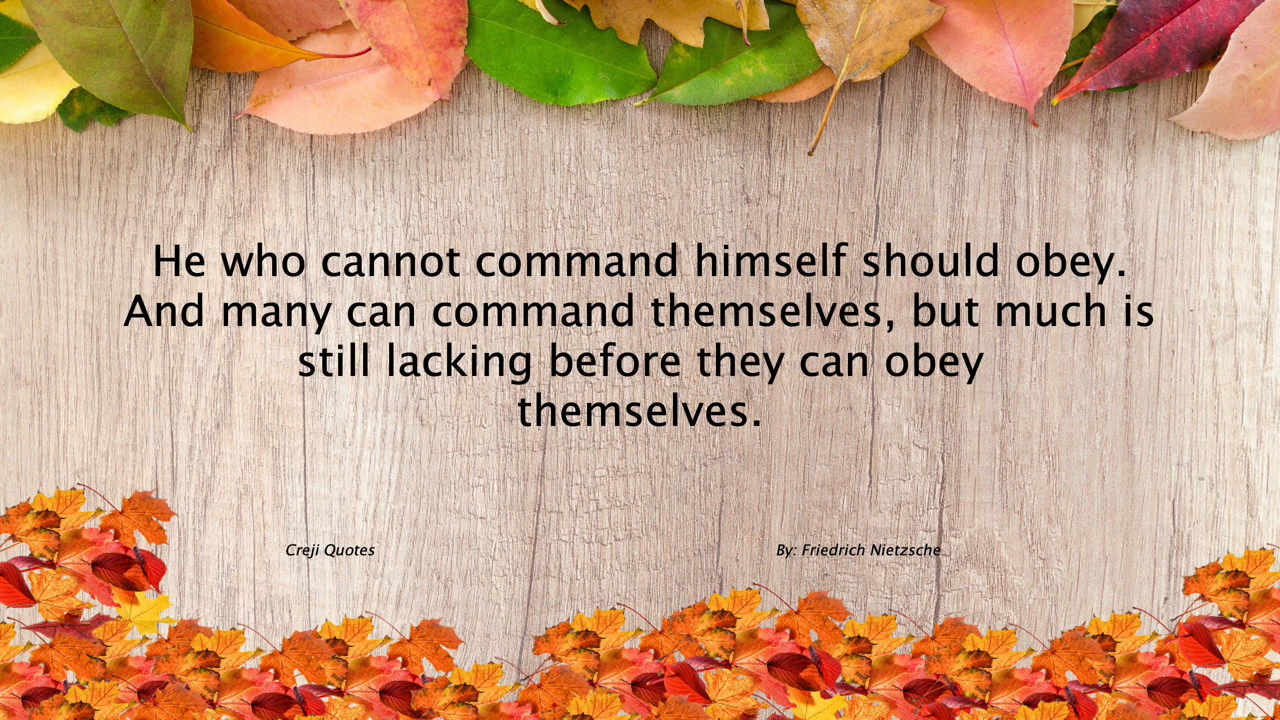 He who cannot command himself should obey.
And many can command themselves, but much is
still lacking before they can obey
themselves.
Creji Quotes
By: Friedrich Nietzsche